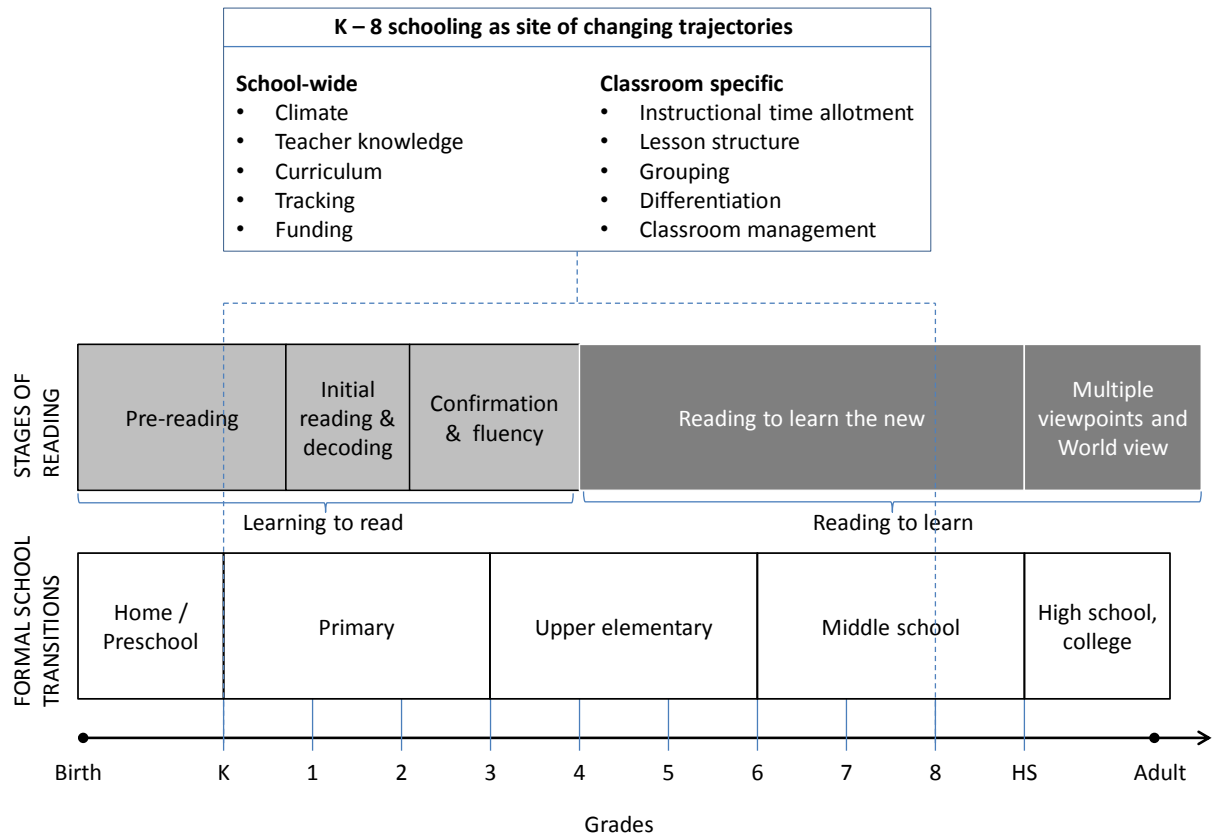 K – 8 schooling as site of changing trajectories
School-wide
• Climate
• Teacher knowledge
• Curriculum
• Tracking
• Funding
Classroom specific
• Instructional time allotment
• Lesson structure
• Grouping
• Differentiation
• Classroom management
STAGES OF
READING
Pre-reading
Initial
reading &
decoding
Confirmation
& fluency
Reading to learn the new
Multiple
viewpoints and
World view
Learning to read
Reading to learn
FORMAL SCHOOL
TRANSITIONS
Home /
Preschool
Primary
Upper elementary
Middle school
High school,
college
Birth K 1 2 3 4 5 6 7 8 HS Adult
Grades